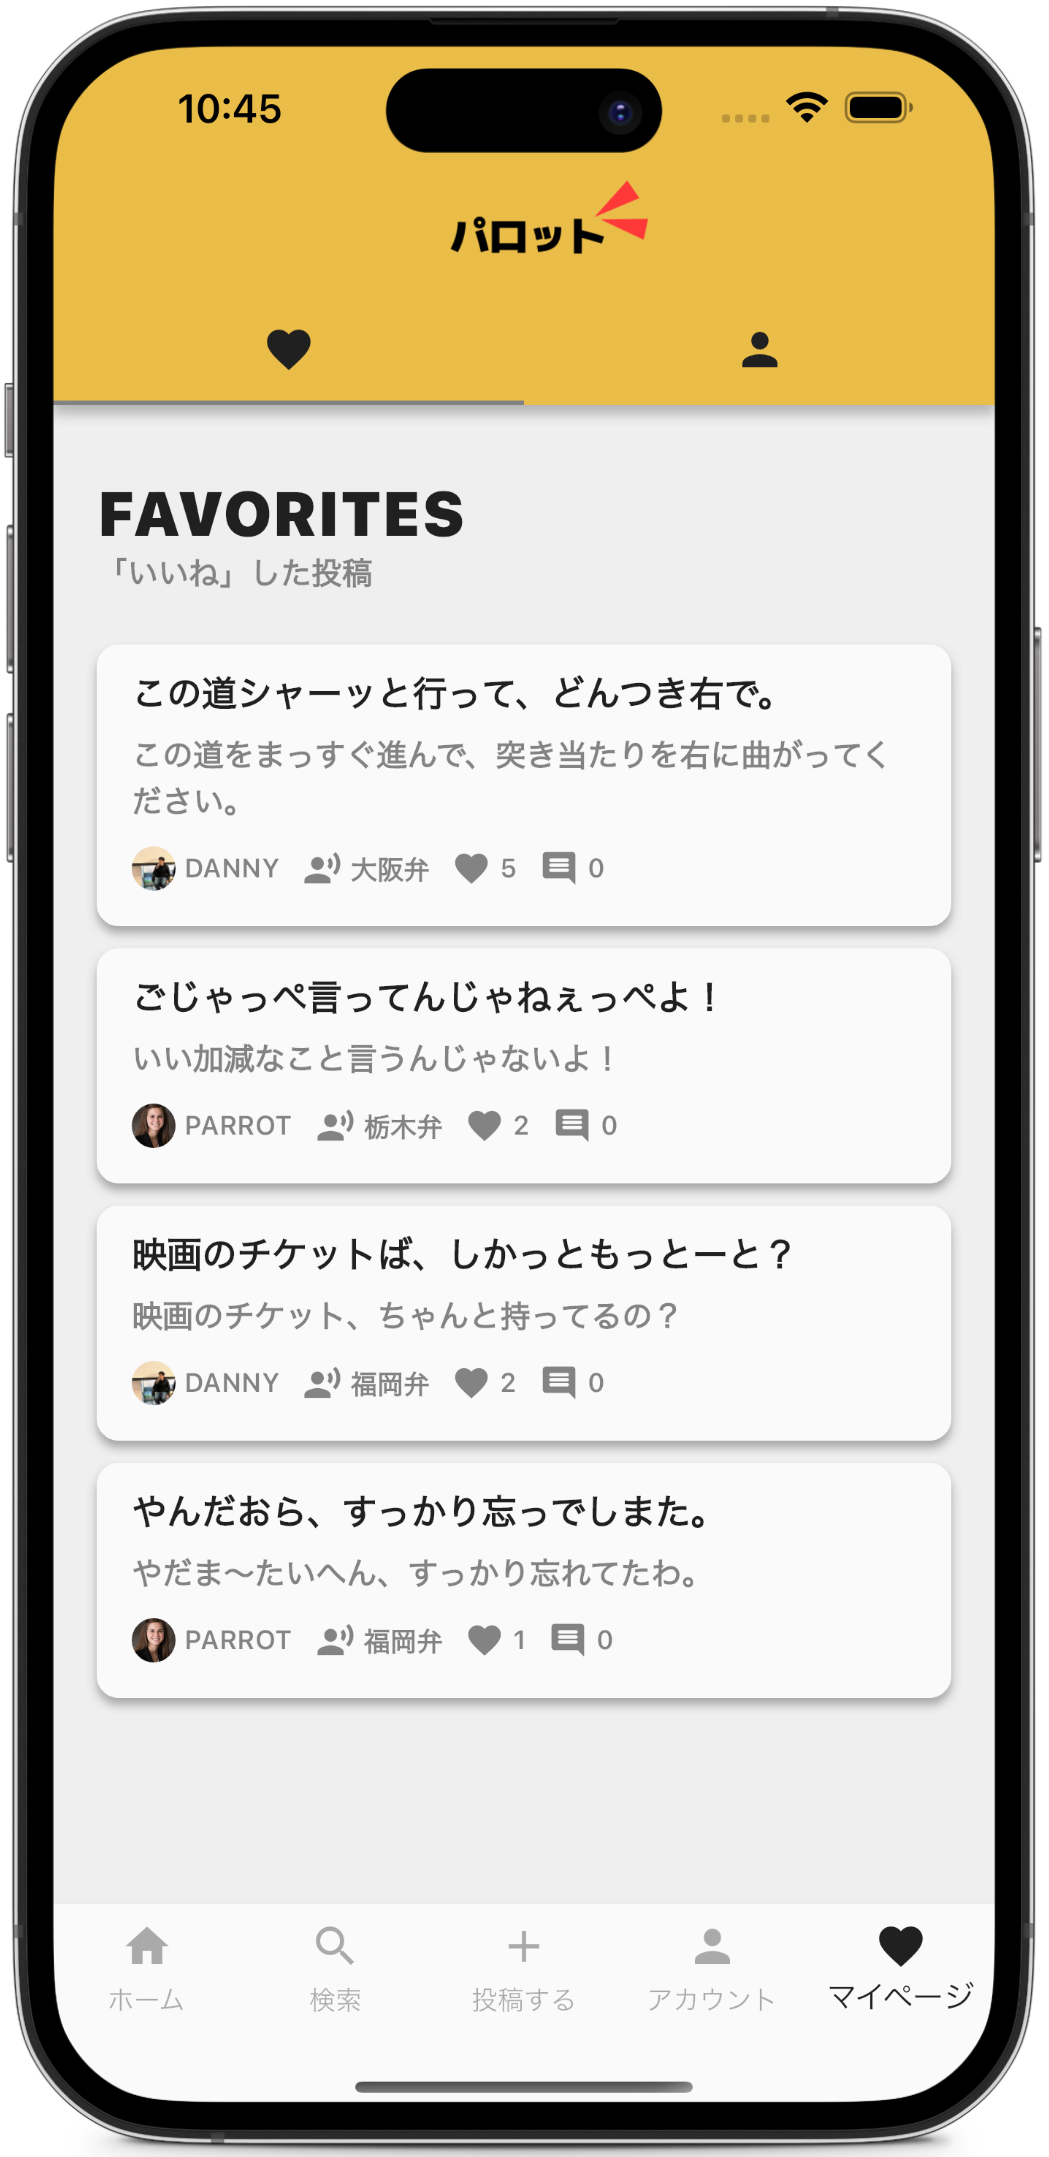 10:45
パロット
FAVORITES
「いいね」した投稿
この道シャーッと行って、どんつき右で。
この道をまっすぐ進んで、突き当たりを右に曲がってく
ださい。
DANNY 大阪弁 5 0
ごじゃっぺ言ってんじゃねぇっぺよ！
いい加減なこと言うんじゃないよ！
PARROT 栃木弁 2 0
映画のチケットば、しかっともっとーと？
映画のチケット、ちゃんと持ってるの？
DANNY 福岡弁 2 0
やんだおら、すっかり忘っでしまた。
やだま〜たいへん、すっかり忘れてたわ。
PARROT 福岡弁 1 0
ホーム 検索 投稿する アカウント マイページ